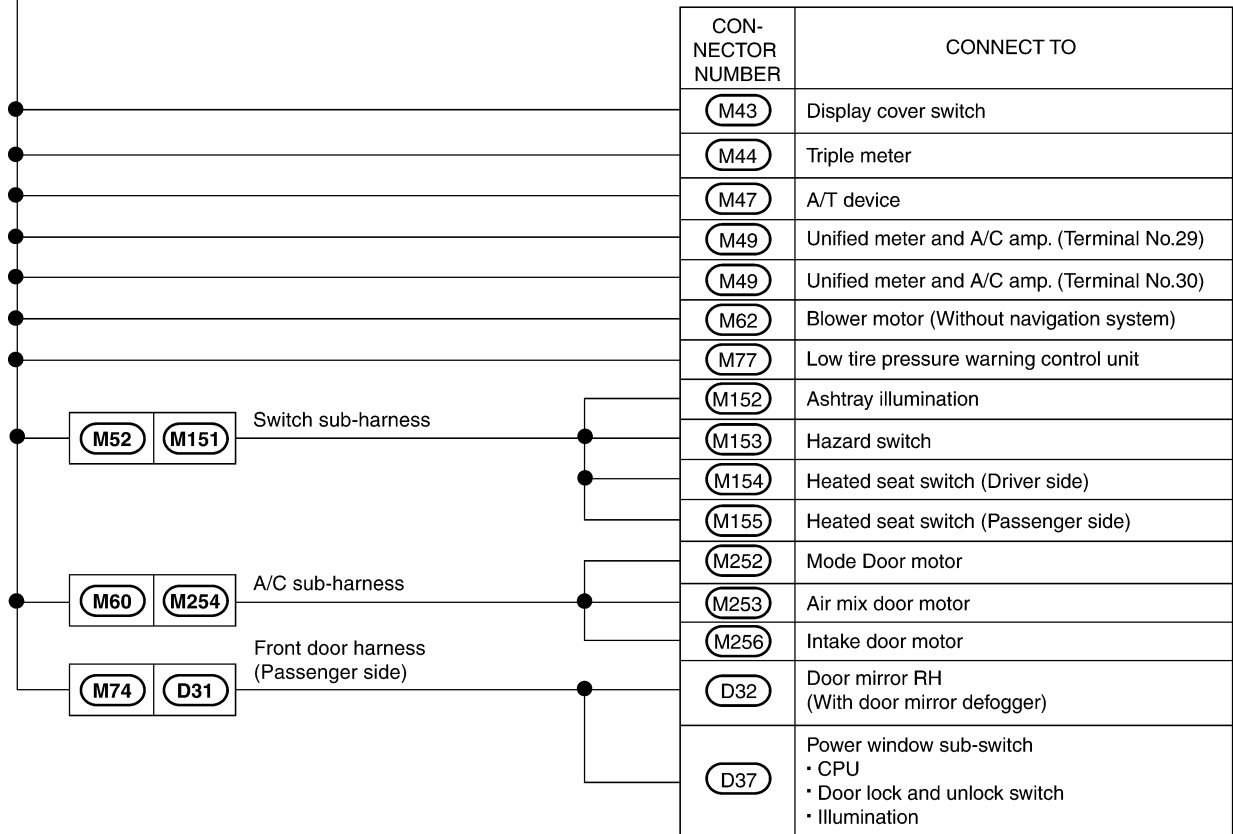 CON-
NECTOR
NUMBER
CONNECT TO
M43 Display cover switch
M44 Triple meter
M47 A/T device
M49 Unified meter and A/C amp. (Terminal No.29)
M49 Unified meter and A/C amp. (Terminal No.30)
M62 Blower motor (Without navigation system)
M77 Low tire pressure warning control unit
M152 Ashtray illumination
M52 M151 Switch sub-harness
M153 Hazard switch
M154 Heated seat switch (Driver side)
M155 Heated seat switch (Passenger side)
M252 Mode Door motor
M60 M254 A/C sub-harness
M253 Air mix door motor
M256 Intake door motor
Front door harness
(Passenger side)
M74 D31
D32 Door mirror RH
(With door mirror defogger)
D37 Power window sub-switch
· CPU
· Door lock and unlock switch
· Illumination